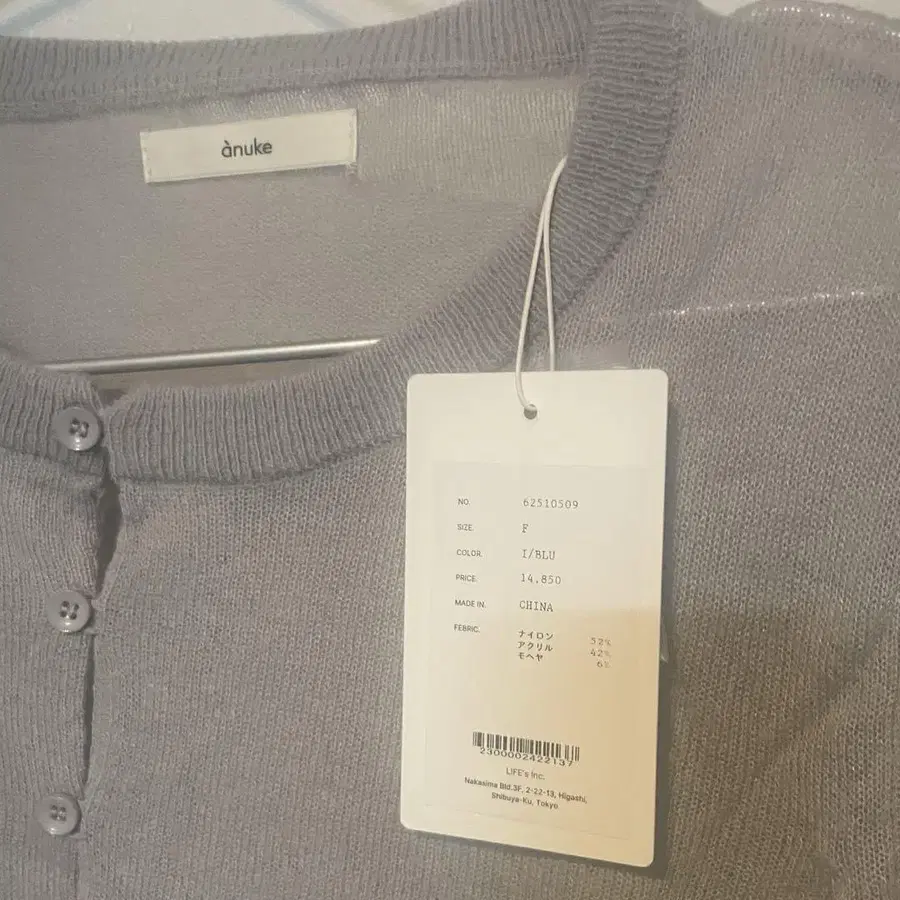 ànuke
NO. 62510509
SIZE. F
COLOR. I/BLU
PRICE. 14,850
MADE IN. CHINA
FEBRIC. ナイロン 52%
アクリル 42%
モヘヤ 6%
2300002422137
LIFE's Inc.
Nakasima Bld.3F, 2-22-13, Higashi,
Shibuya-Ku, Tokyo